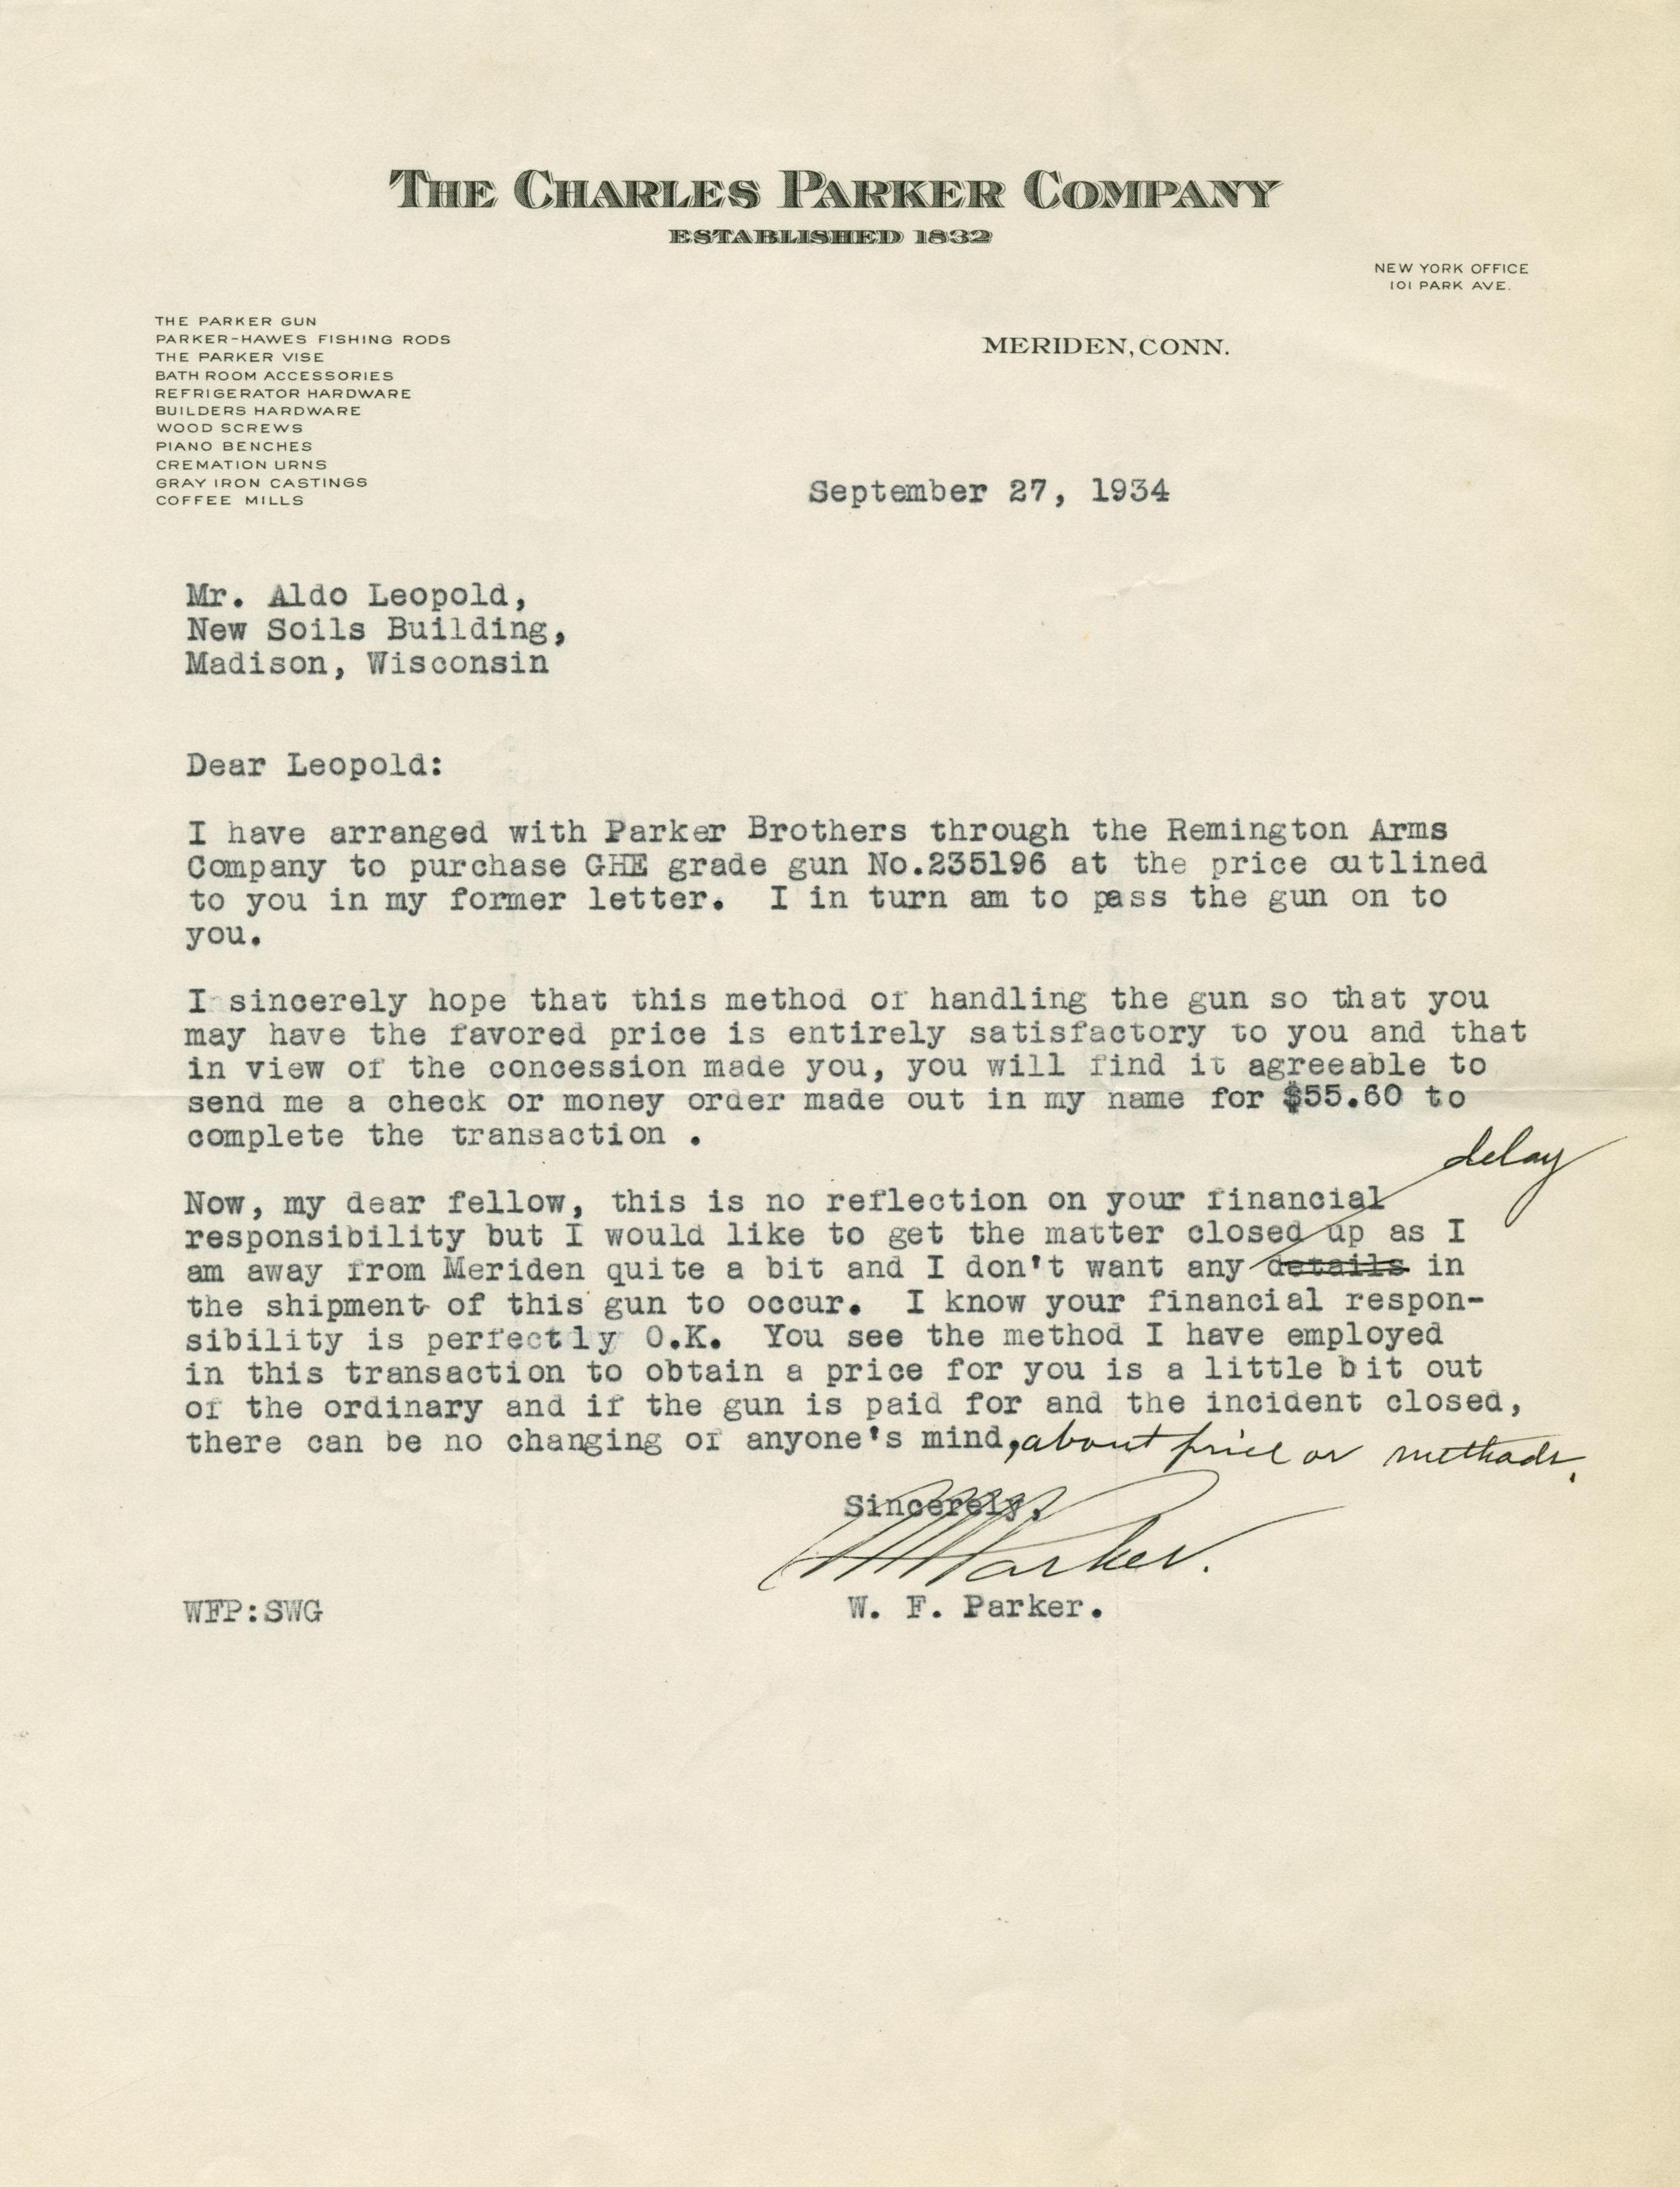 THE CHARLES PARKER COMPANY
ESTABLISHED 1832
NEW YORK OFFICE
101 PARK AVE.
THE PARKER GUN
PARKER-HAWES FISHING RODS
THE PARKER VISE
BATH ROOM ACCESSORIES
REFRIGERATOR HARDWARE
BUILDERS HARDWARE
WOOD SCREWS
PIANO BENCHES
CREMATION URNS
GRAY IRON CASTINGS
COFFEE MILLS
MERIDEN, CONN.
September 27, 1934
Mr. Aldo Leopold,
New Soils Building,
Madison, Wisconsin
Dear Leopold:
I have arranged with Parker Brothers through the Remington Arms
Company to purchase GHE grade gun No.235196 at the price outlined
to you in my former letter. I in turn am to pass the gun on to
you.
I sincerely hope that this method of handling the gun so that you
may have the favored price is entirely satisfactory to you and that
in view of the concession made you, you will find it agreeable to
send me a check or money order made out in my name for $55.60 to
complete the transaction .
delay
Now, my dear fellow, this is no reflection on your financial
responsibility but I would like to get the matter closed up as I
am away from Meriden quite a bit and I don't want any details in
the shipment of this gun to occur. I know your financial respon-
sibility is perfectly O.K. You see the method I have employed
in this transaction to obtain a price for you is a little bit out
of the ordinary and if the gun is paid for and the incident closed,
there can be no changing of anyone's mind, about price or methods.
Sincerely,
WF Parker.
WFP:SWG
W. F. Parker.